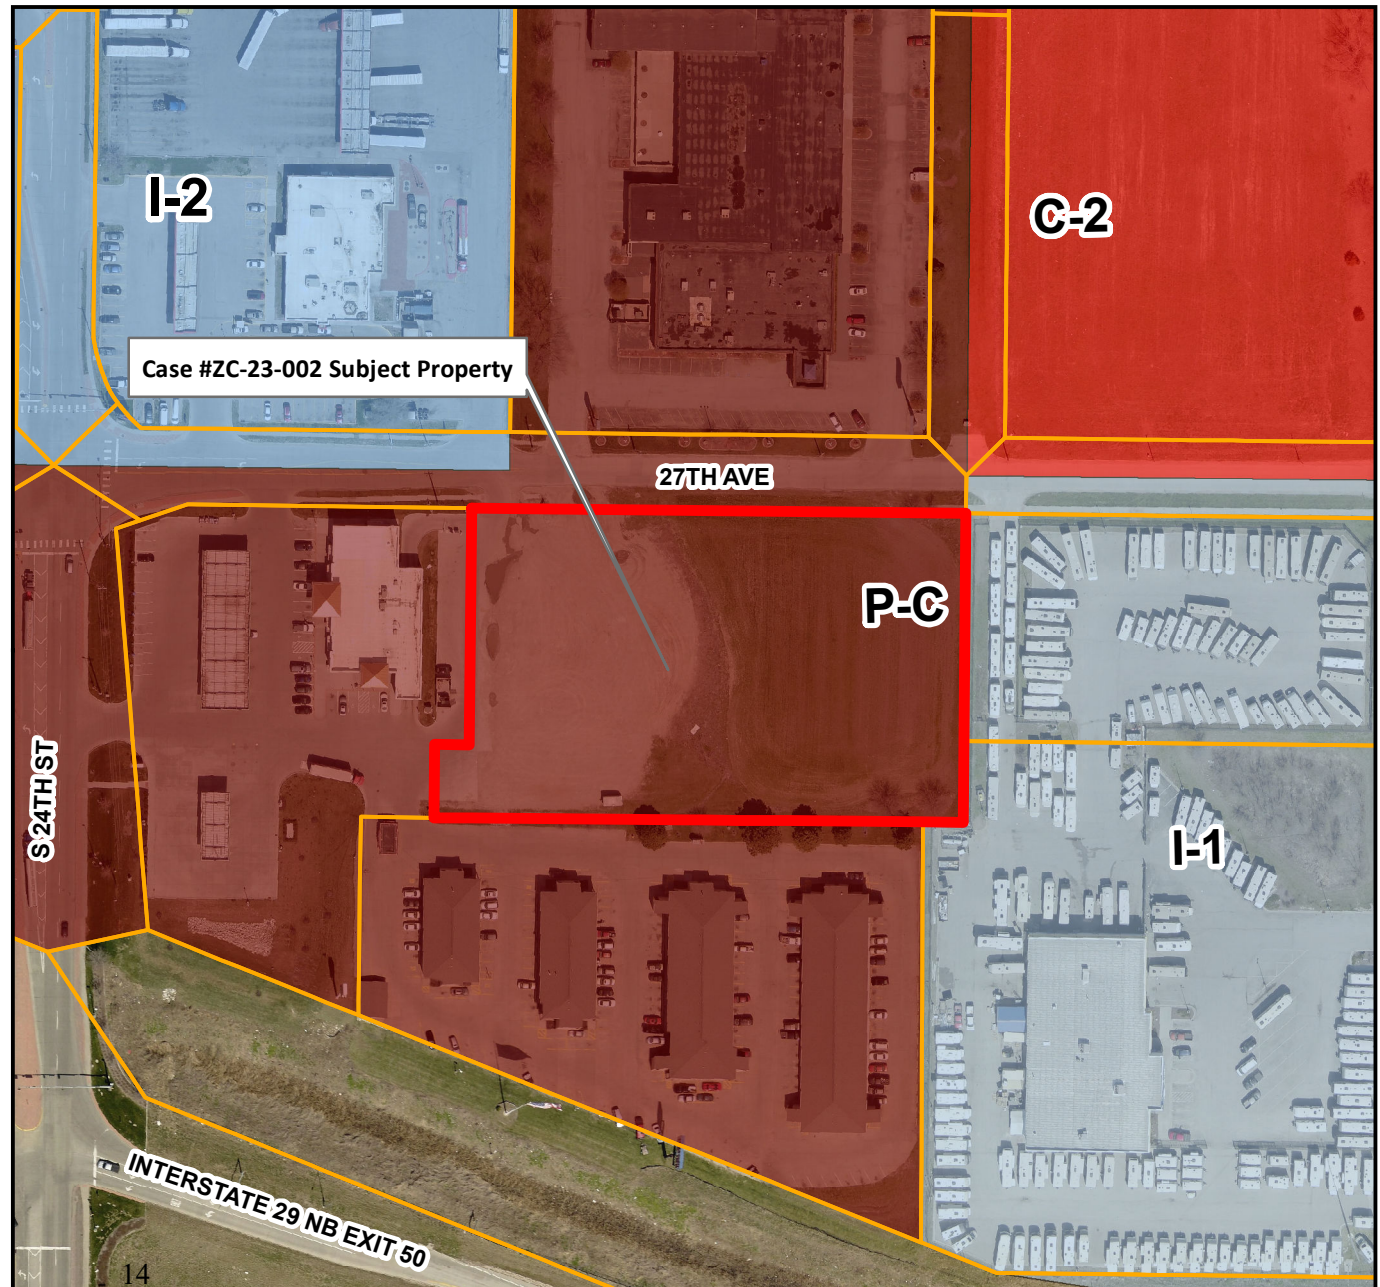 I-2
C-2
Case #ZC-23-002 Subject Property
27TH AVE
P-C
S 24TH ST
I-1
INTERSTATE 29 NB EXIT 50
14